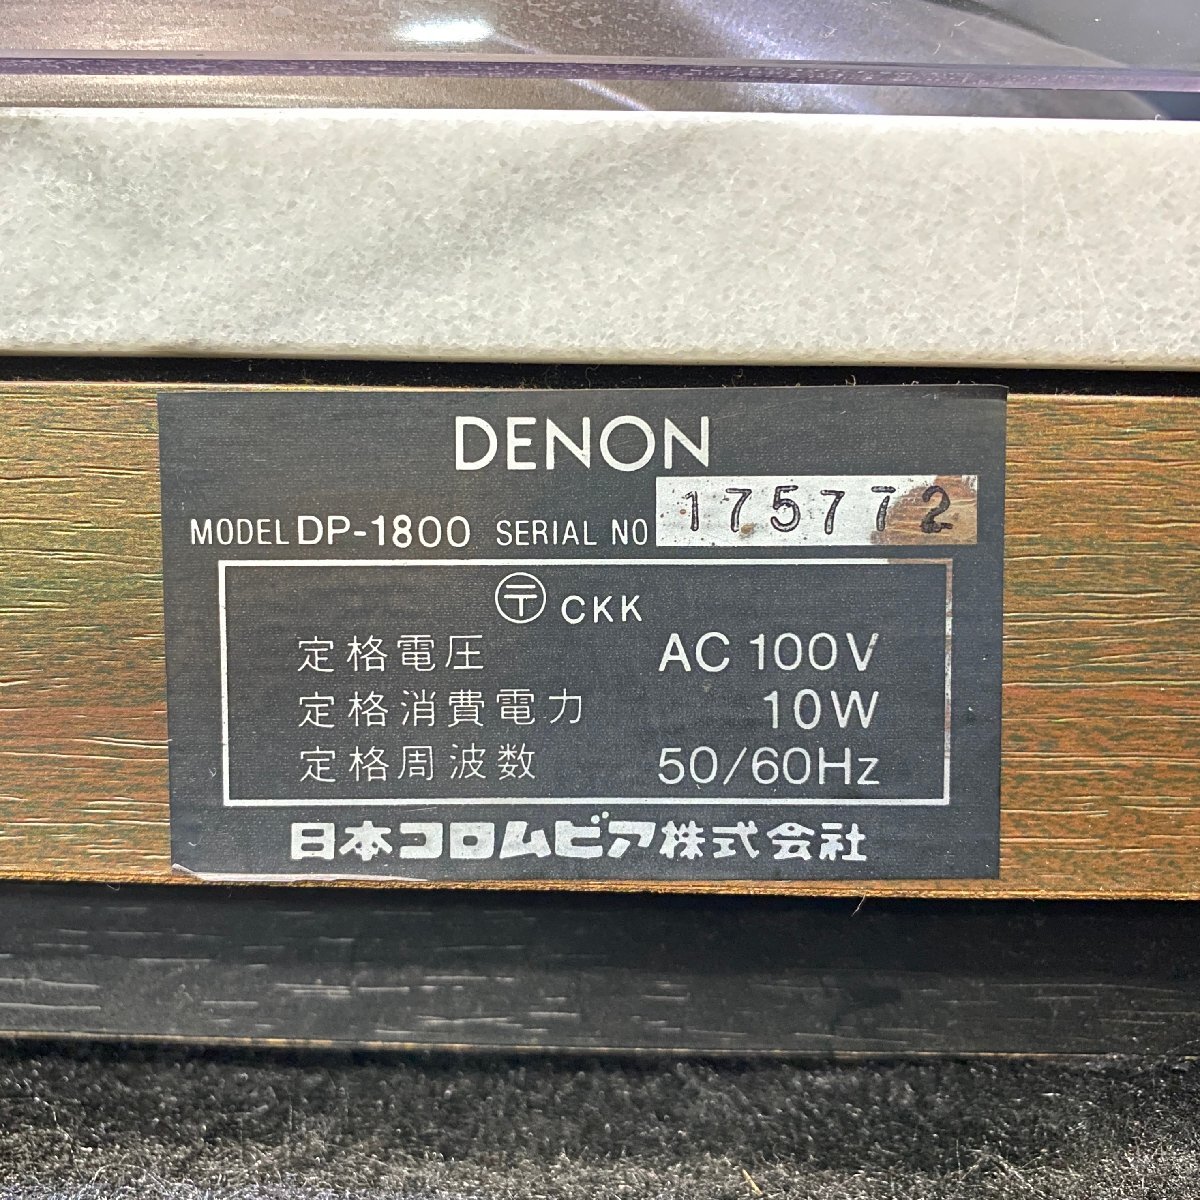 DENON
MODEL DP-1800 SERIAL NO 175772
〶 CKK
定格電圧 AC 100V
定格消費電力 10W
定格周波数 50/60Hz
日本コロムビア株式会社